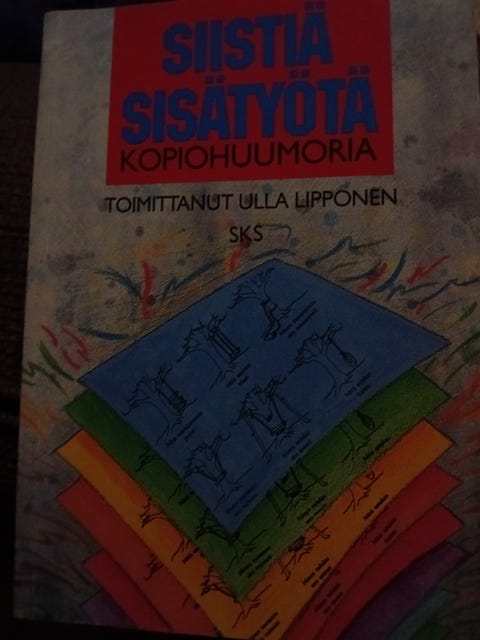 SIISTIÄ
SISÄTYÖTÄ
KOPIOHUUMORIA
TOIMITTANUT ULLA LIPPONEN
SKS